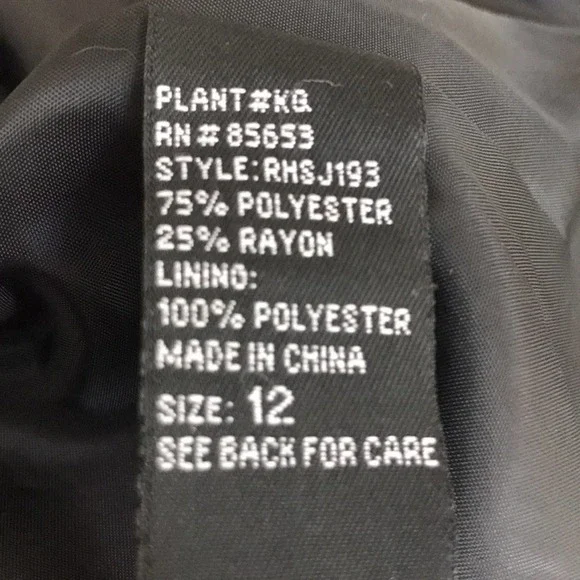 PLANT#KG
RN#85653
STYLE:RHSJ193
75% POLYESTER
25% RAYON
LINING:
100% POLYESTER
MADE IN CHINA
SIZE: 12
SEE BACK FOR CARE